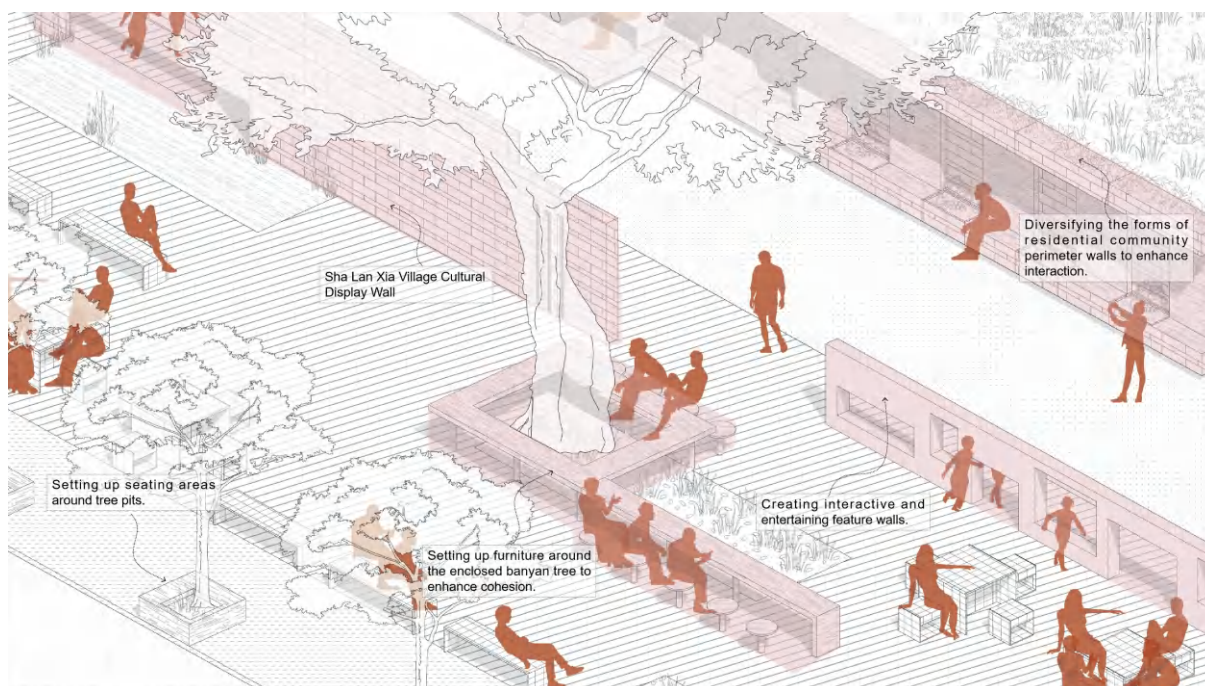 Diversifying the forms of
residential community
perimeter walls to enhance
interaction.
Sha Lan Xia Village Cultural
Display Wall
Setting up seating areas
around tree pits.
Creating interactive and
entertaining feature walls.
Setting up furniture around
the enclosed banyan tree to
enhance cohesion.